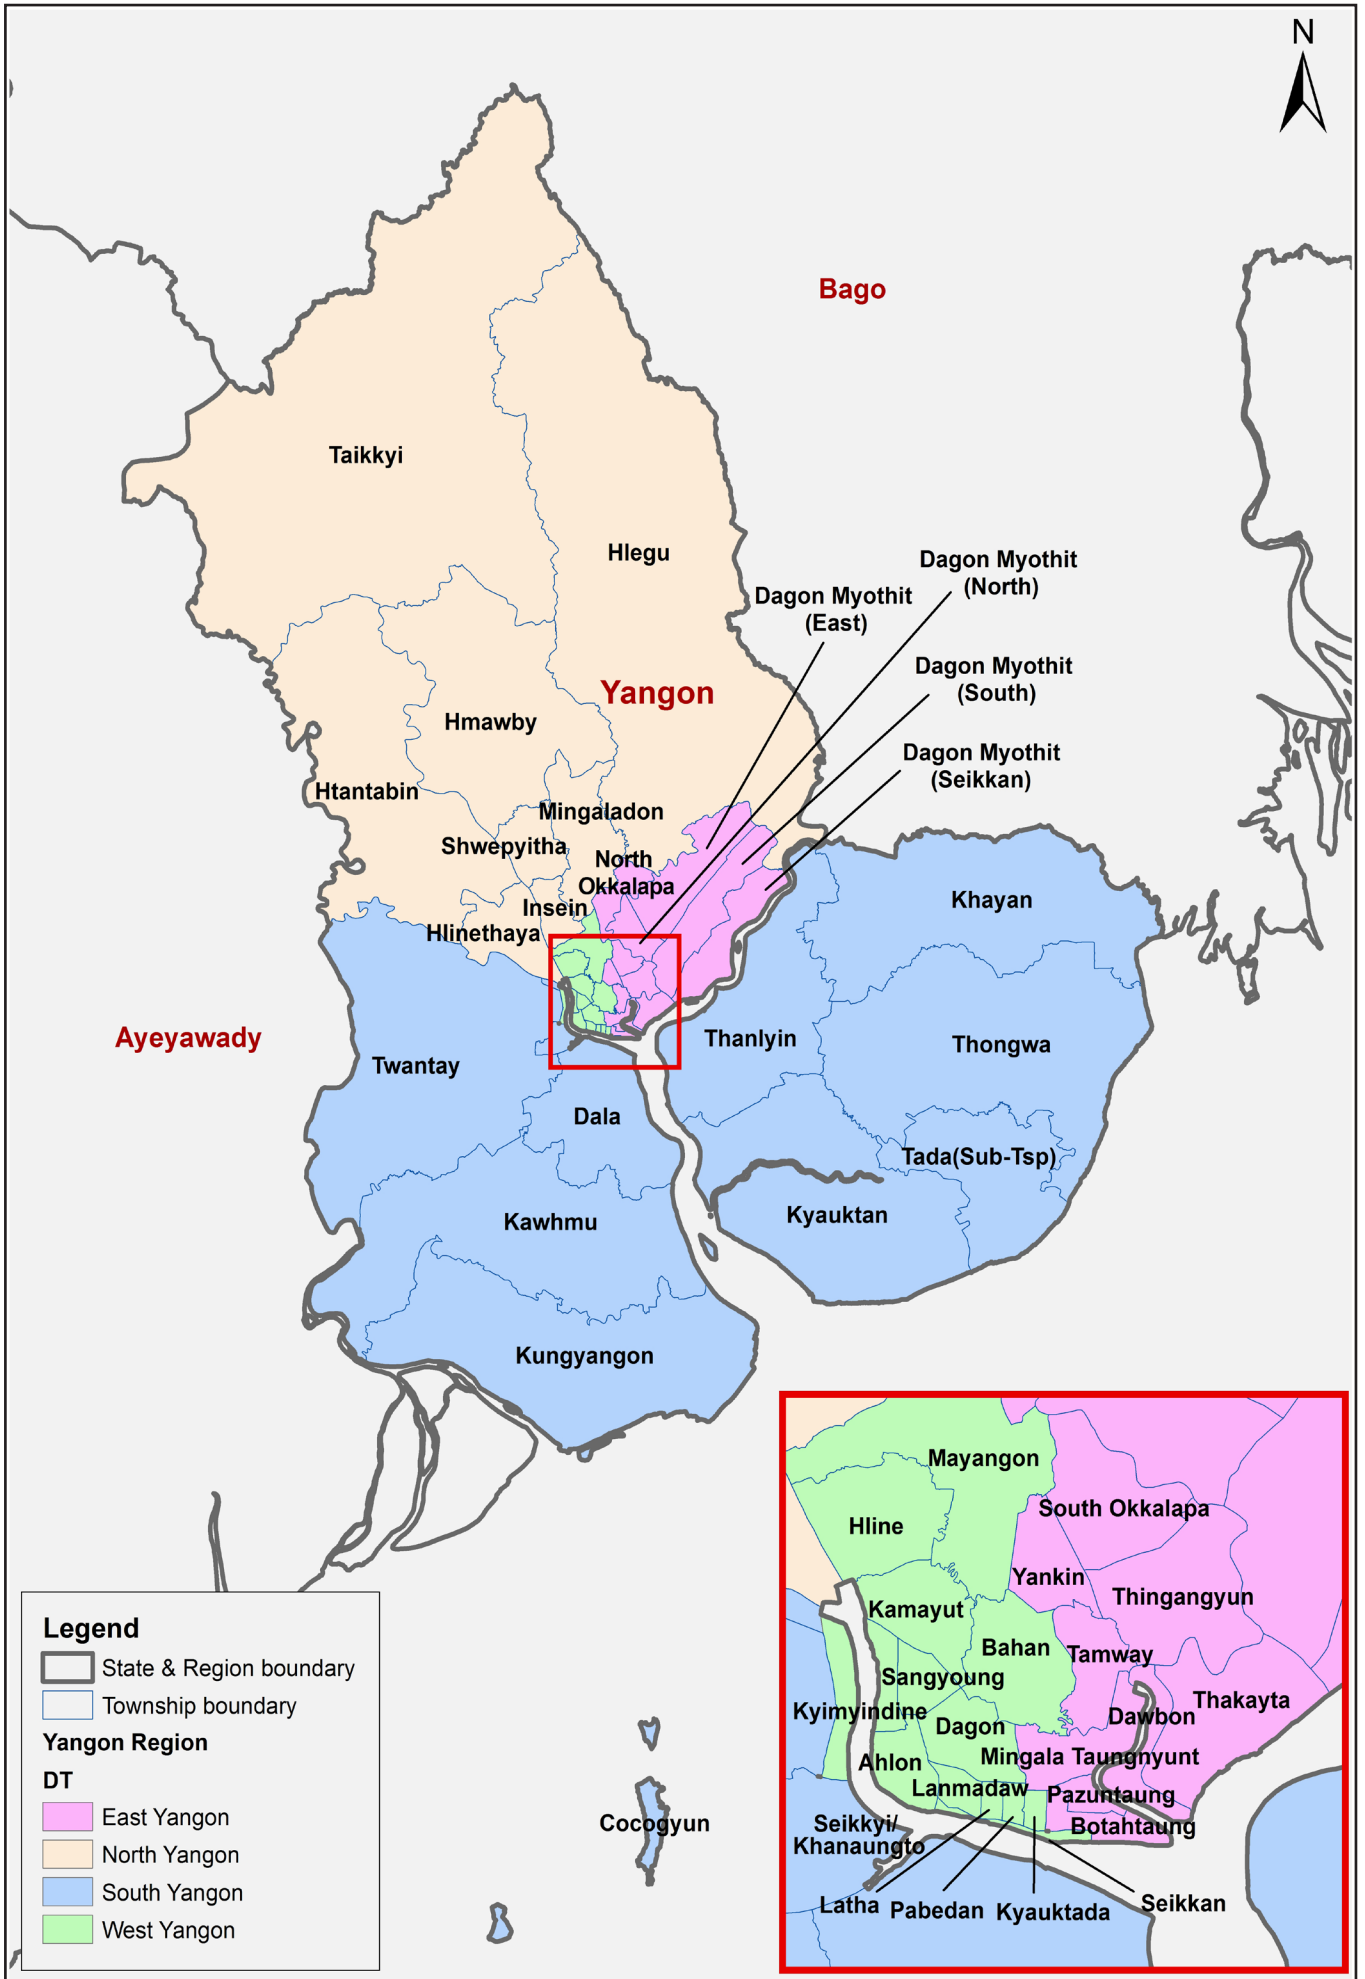 N
Bago
Taikkyi
Hlegu
Dagon Myothit
(North)
Dagon Myothit
(East)
Dagon Myothit
(South)
Yangon
Hmawby
Dagon Myothit
(Seikkan)
Htantabin
Mingaladon
Shwepyitha
North
Okkalapa
Insein
Khayan
Hlinethaya
Ayeyawady
Twantay
Thanlyin
Thongwa
Dala
Tada(Sub-Tsp)
Kawhmu
Kyauktan
Kungyangon
Mayangon
South Okkalapa
Hline
Yankin
Thingangyun
Kamayut
Bahan
Tamway
Sangyoung
Thakayta
Kyimyindine
Dagon
Dawbon
Ahlon
Mingala Taungnyunt
Lanmadaw
Pazuntaung
Seikkyi/
Khanaungto
Botahtaung
Latha
Pabedan
Kyauktada
Seikkan
Cocogyun
Legend
State & Region boundary
Township boundary
Yangon Region
DT
East Yangon
North Yangon
South Yangon
West Yangon